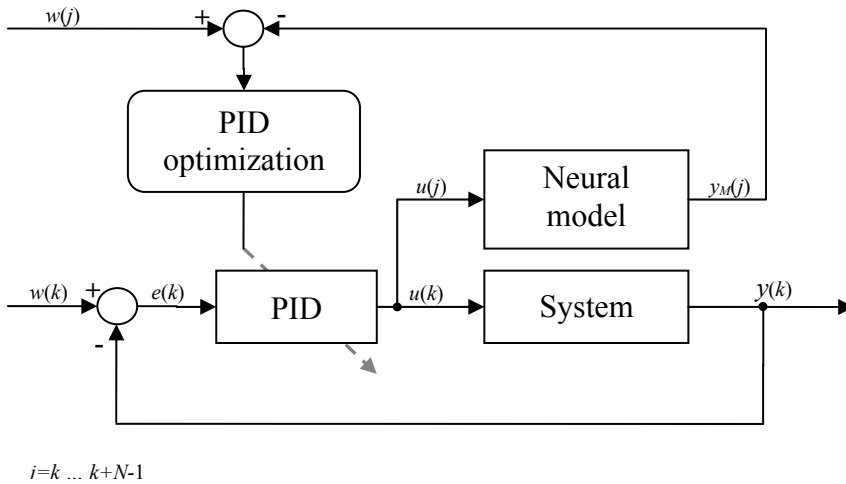 w(j)
+
-
PID
optimization
u(j)
Neural
model
yM(j)
w(k)
+
-
e(k)
PID
u(k)
System
y(k)
j=k ... k+N-1